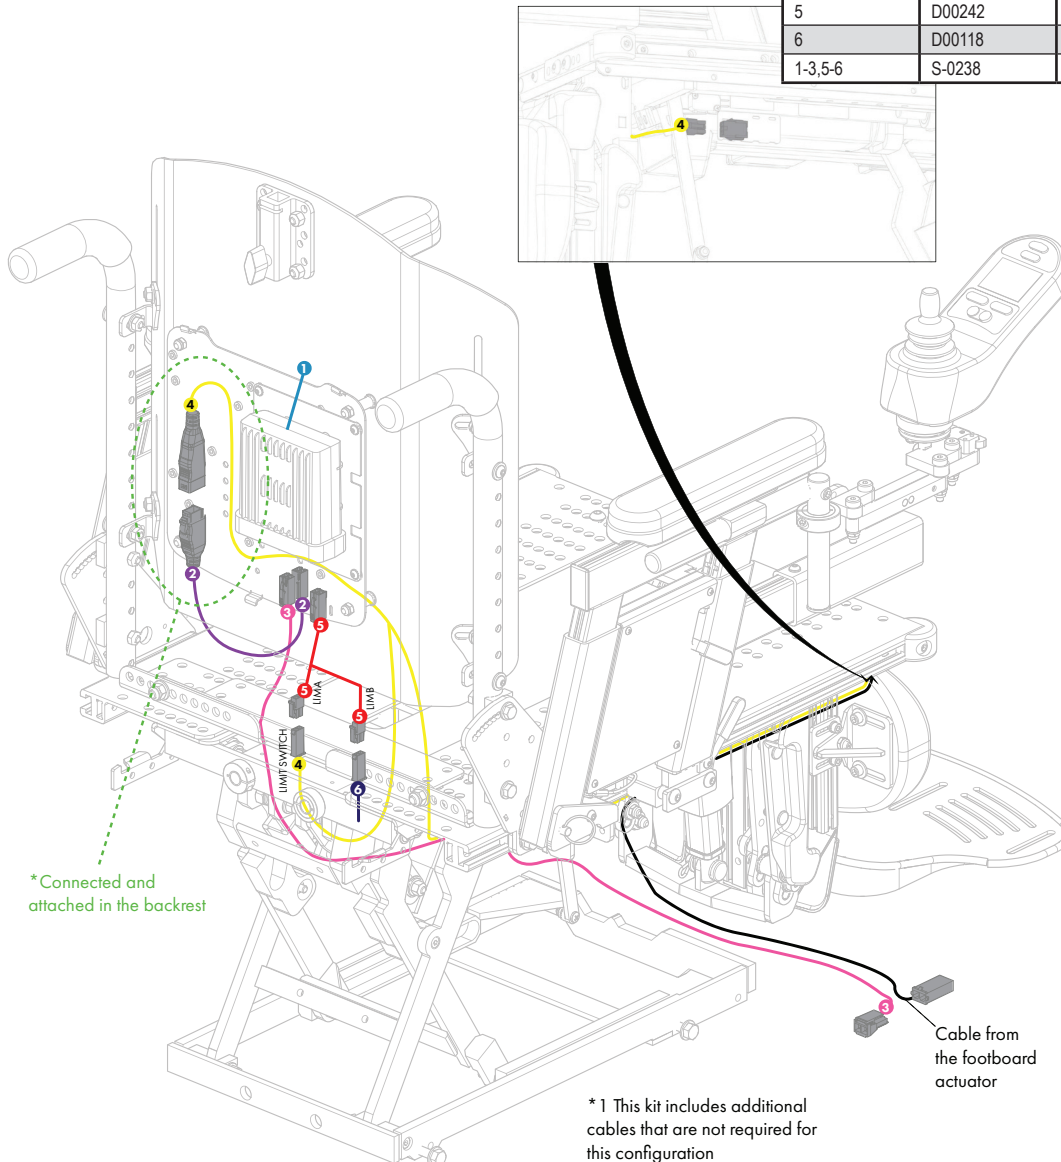 5 D00242
6 D00118
1-3,5-6 S-0238
4
1
4
2
3
2
5
5
LIMA
5
LIMB
LIMIT SWITCH
4
6
*Connected and
attached in the backrest
3
Cable from
the footboard
actuator
*1 This kit includes additional
cables that are not required for
this configuration